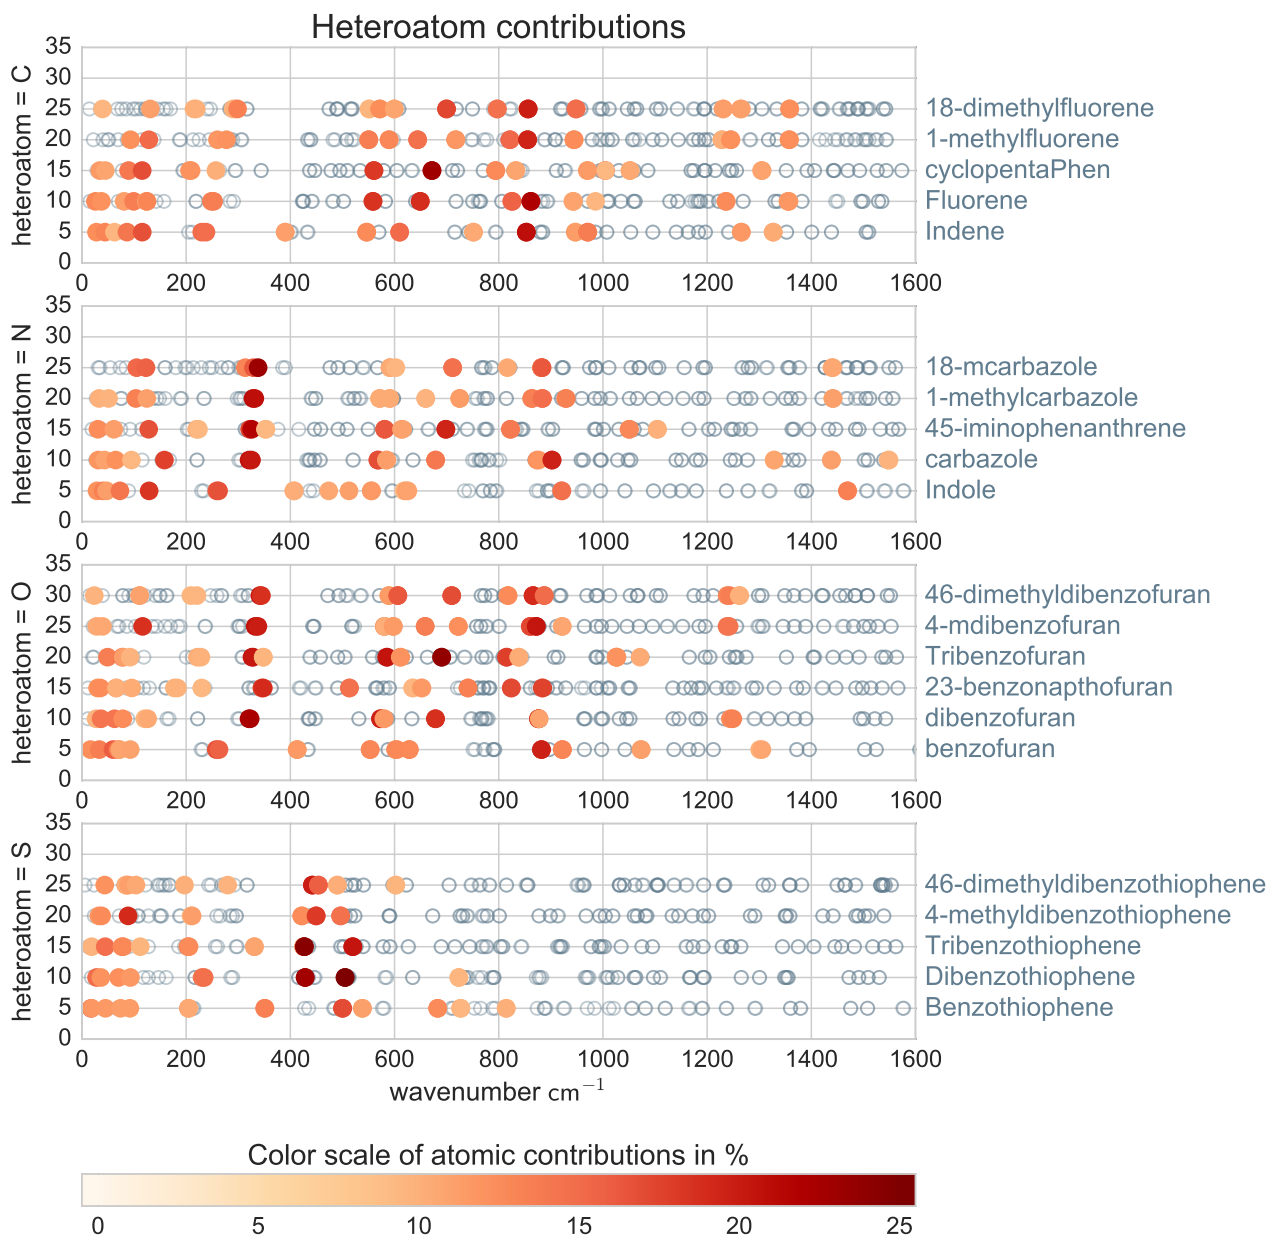 Heteroatom contributions
heteroatom = C
35
30
25
20
15
10
5
0
18-dimethylfluorene
1-methylfluorene
cyclopentaPhen
Fluorene
Indene
0 200 400 600 800 1000 1200 1400 1600
heteroatom = N
35
30
25
20
15
10
5
0
18-mcarbazole
1-methylcarbazole
45-iminophenanthrene
carbazole
Indole
0 200 400 600 800 1000 1200 1400 1600
heteroatom = O
35
30
25
20
15
10
5
0
46-dimethyldibenzofuran
4-mdibenzofuran
Tribenzofuran
23-benzonapthofuran
dibenzofuran
benzofuran
0 200 400 600 800 1000 1200 1400 1600
heteroatom = S
35
30
25
20
15
10
5
0
46-dimethyldibenzothiophene
4-methyldibenzothiophene
Tribenzothiophene
Dibenzothiophene
Benzothiophene
0 200 400 600 800 1000 1200 1400 1600
wavenumber cm⁻¹
Color scale of atomic contributions in %
0 5 10 15 20 25